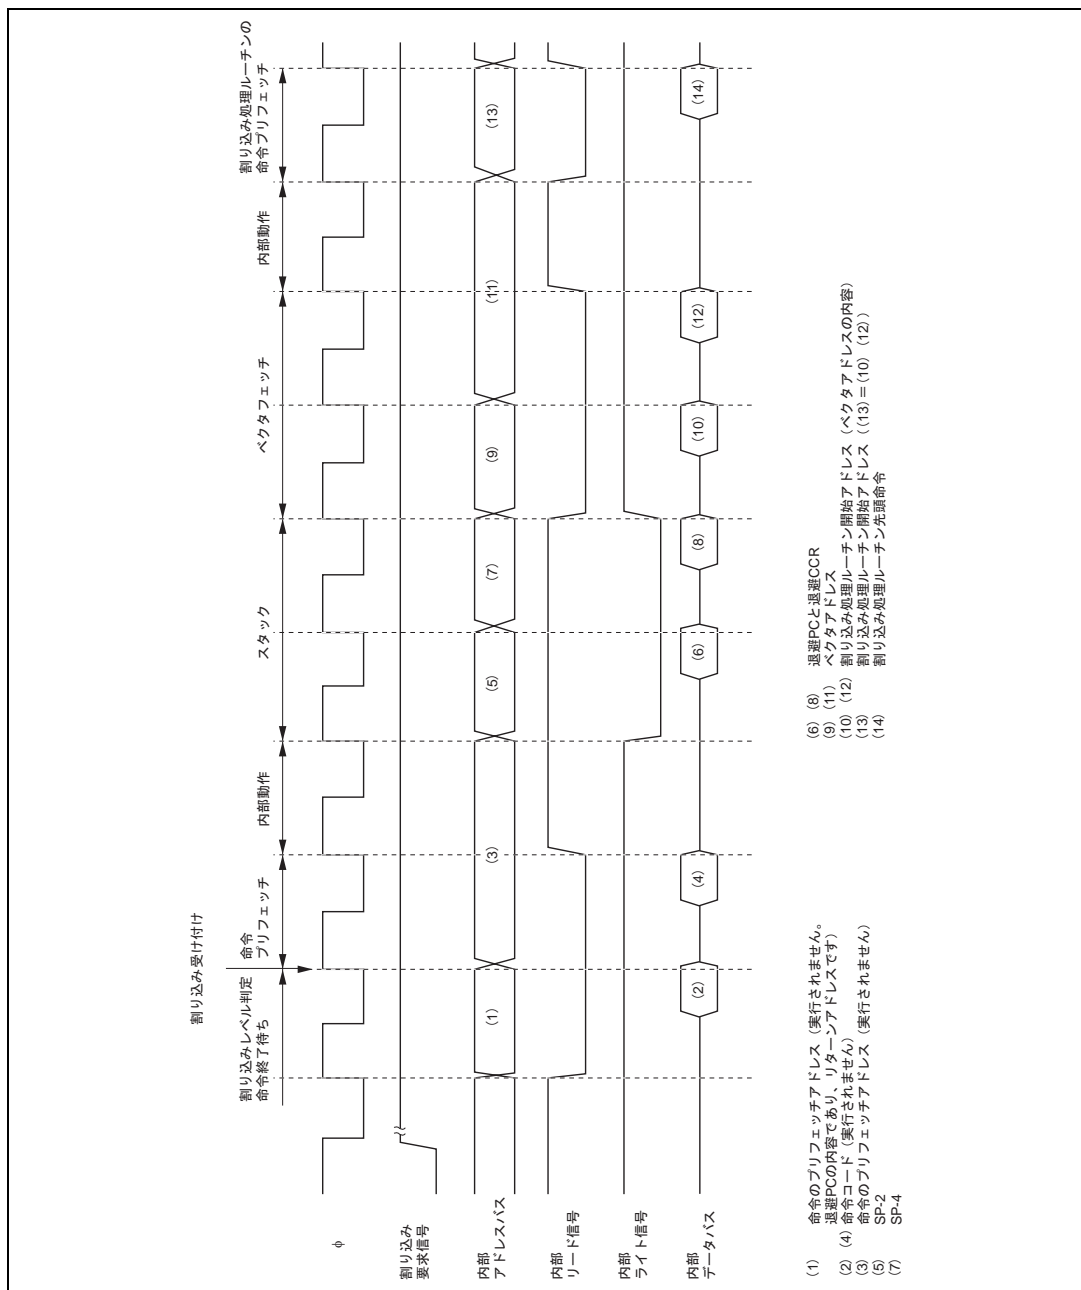 割り込み受け付け
割り込みレベル判定
命令終了待ち
命令
プリフェッチ
内部動作
スタック
ベクタフェッチ
内部動作
割り込み処理ルーチンの
命令プリフェッチ
φ
割り込み
要求信号
内部
アドレスバス
(1)
(3)
(5)
(7)
(9)
(11)
(13)
内部
リード信号
内部
ライト信号
内部
データバス
(2)
(4)
(6)
(8)
(10)
(12)
(14)
(1) 命令のプリフェッチアドレス（実行されません。
退避PCの内容であり、リターンアドレスです）
(2) (4) 命令コード（実行されません）
(3) 命令のプリフェッチアドレス（実行されません）
(5) SP-2
(7) SP-4
(6) (8) 退避PCと退避CCR
(9) (11) ベクタアドレス
(10) (12) 割り込み処理ルーチン開始アドレス（ベクタアドレスの内容）
(13) 割り込み処理ルーチン開始アドレス（(13)＝(10) (12)）
(14) 割り込み処理ルーチン先頭命令